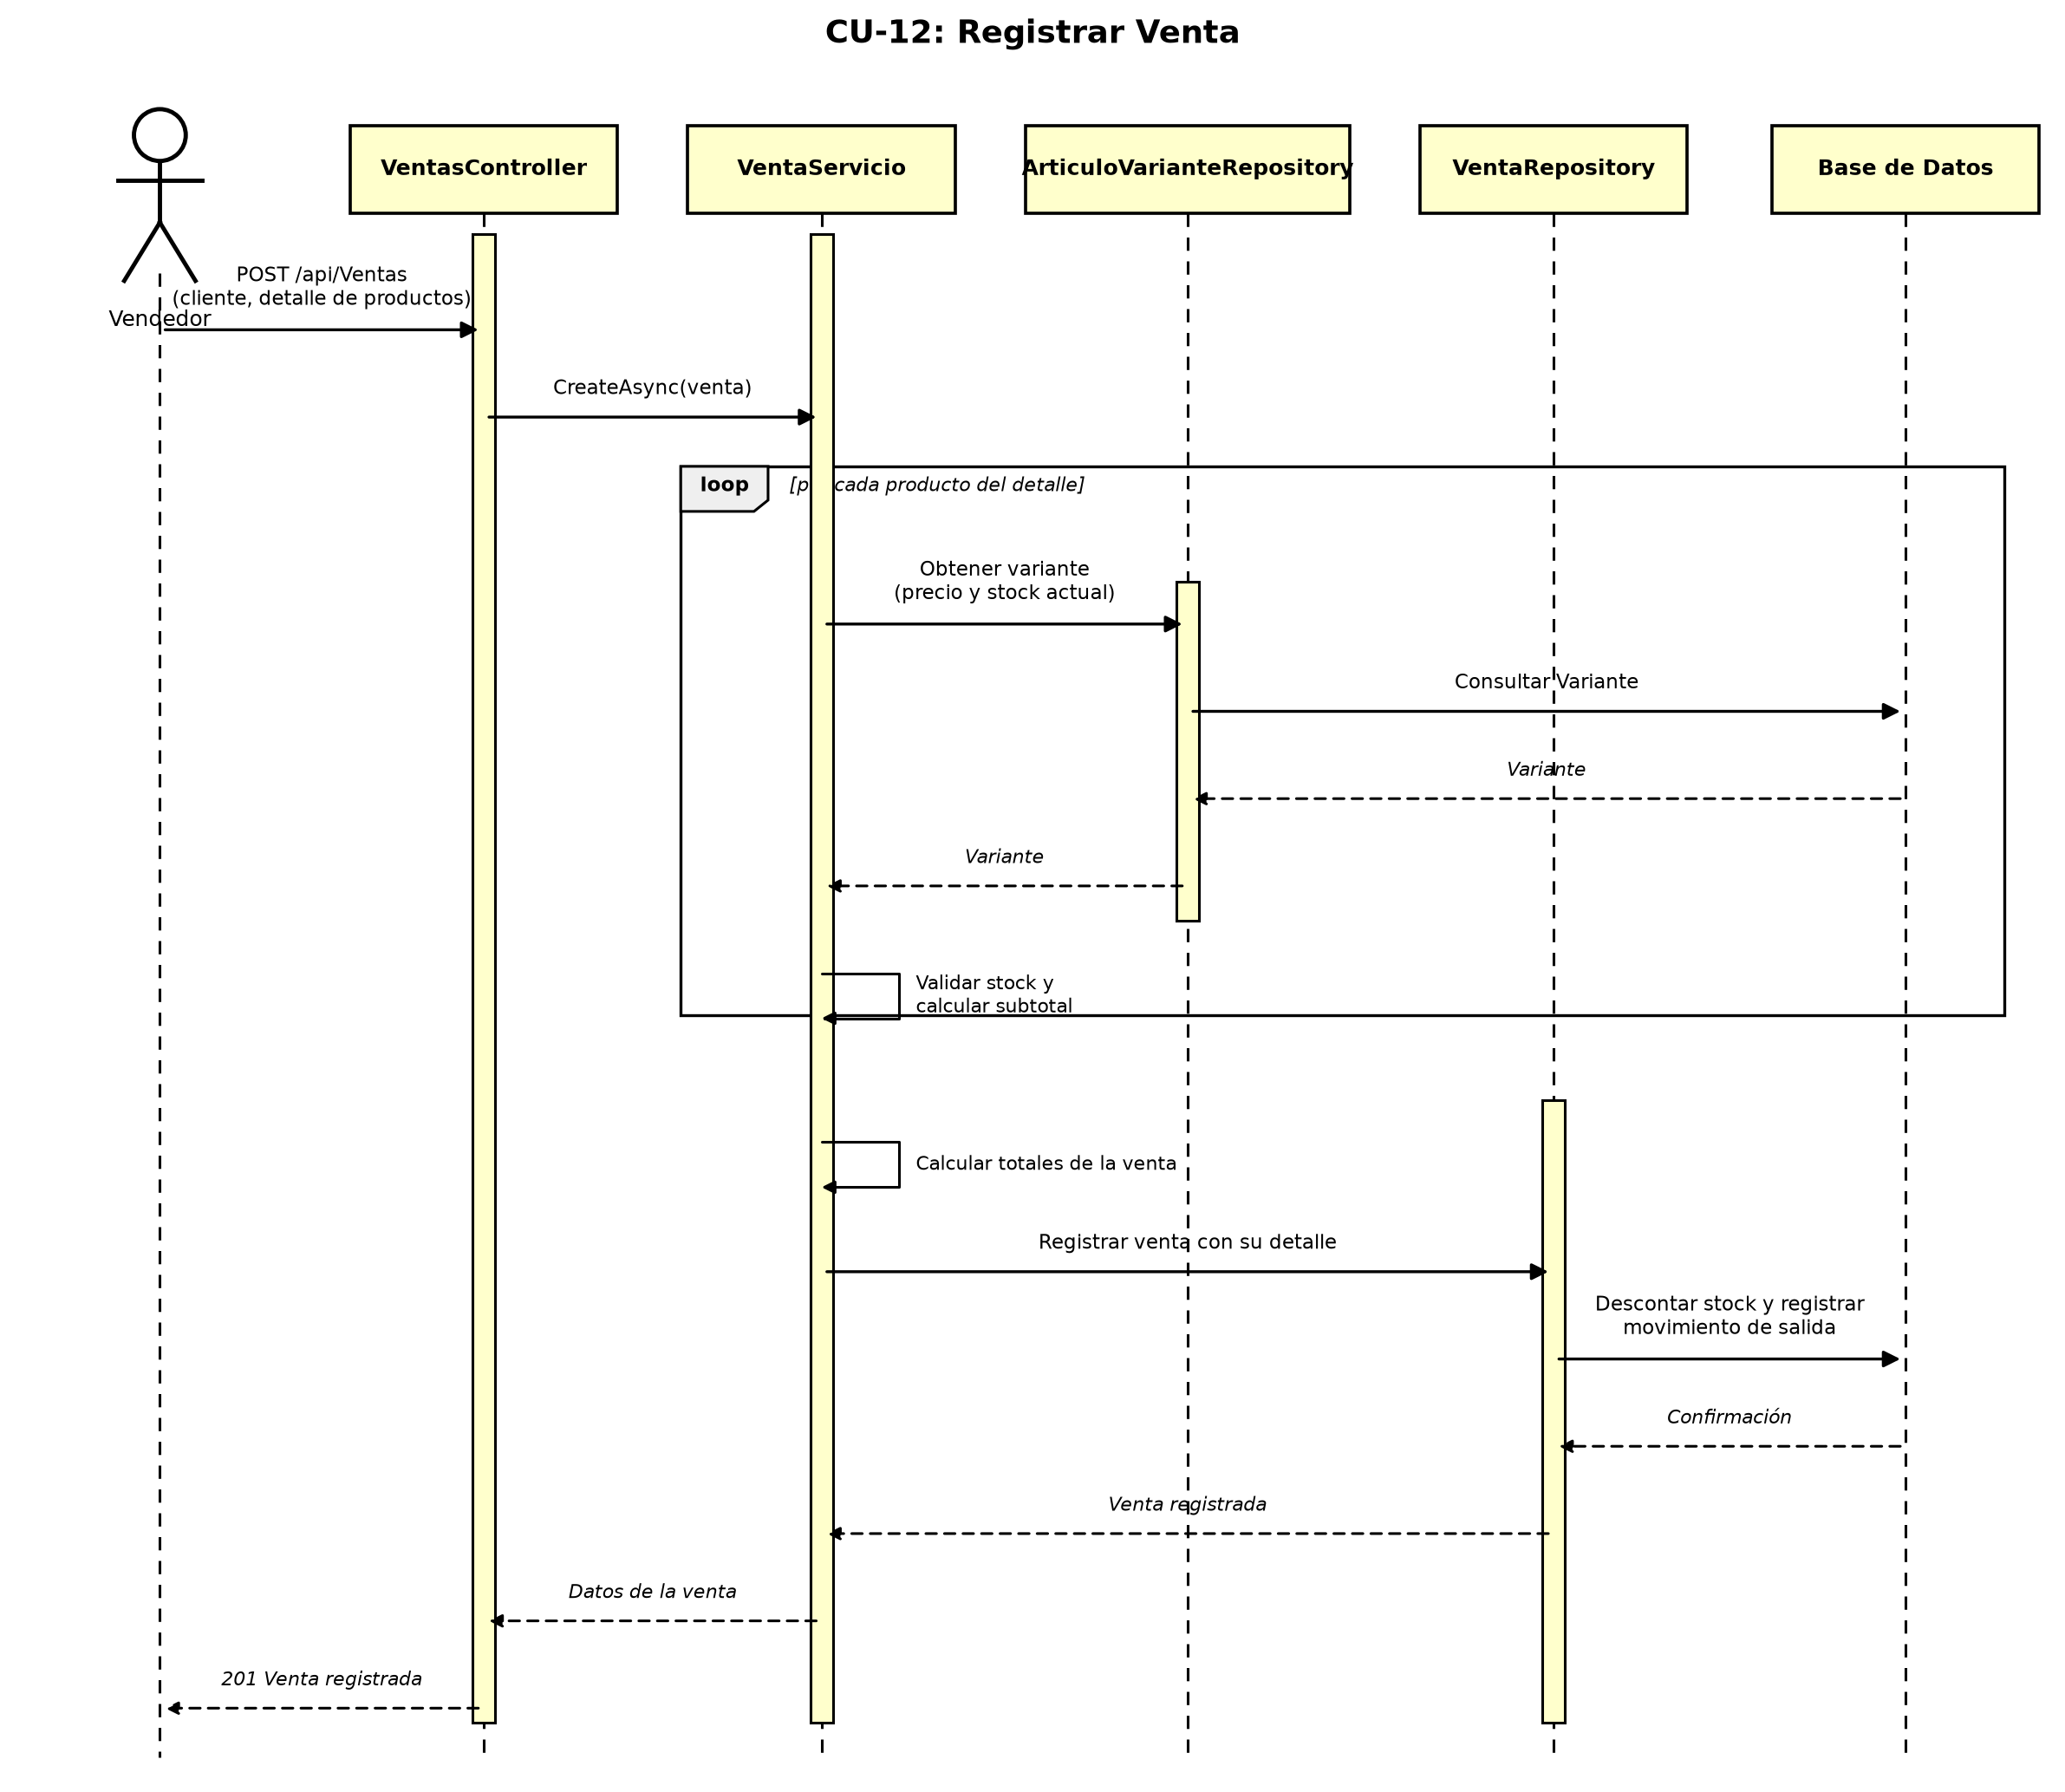 CU-12: Registrar Venta
VentasController
VentaServicio
ArticuloVarianteRepository
VentaRepository
Base de Datos
POST /api/Ventas
(cliente, detalle de productos)
Vendedor
CreateAsync(venta)
loop
cada producto del detalle]
Obtener variante
(precio y stock actual)
Consultar Variante
Variante
Variante
Validar stock y
calcular subtotal
Calcular totales de la venta
Registrar venta con su detalle
Descontar stock y registrar
movimiento de salida
Confirmación
Venta registrada
Datos de la venta
201 Venta registrada